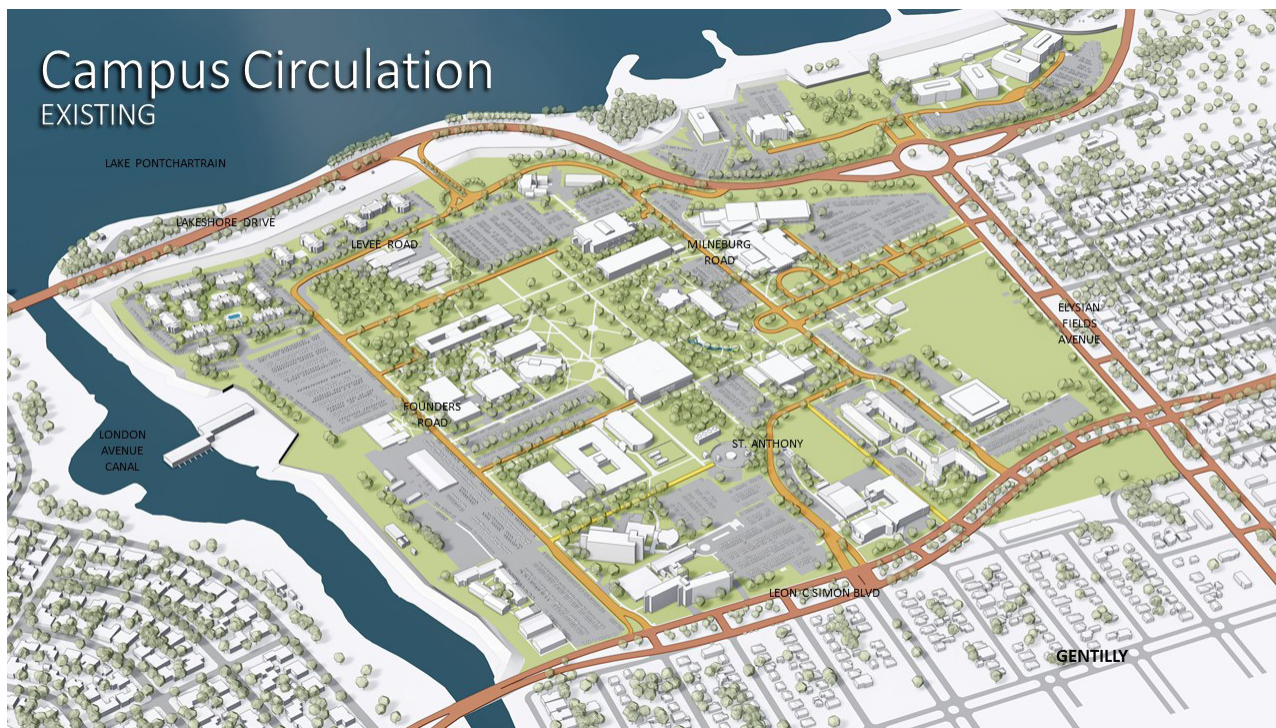 Campus Circulation
EXISTING
LAKE PONTCHARTRAIN
LAKESHORE DRIVE
LEVEE ROAD
MILNEBURG
ROAD
ELYSIAN
FIELDS
AVENUE
FOUNDERS
ROAD
LONDON
AVENUE
CANAL
ST. ANTHONY
LEON C SIMON BLVD
GENTILLY